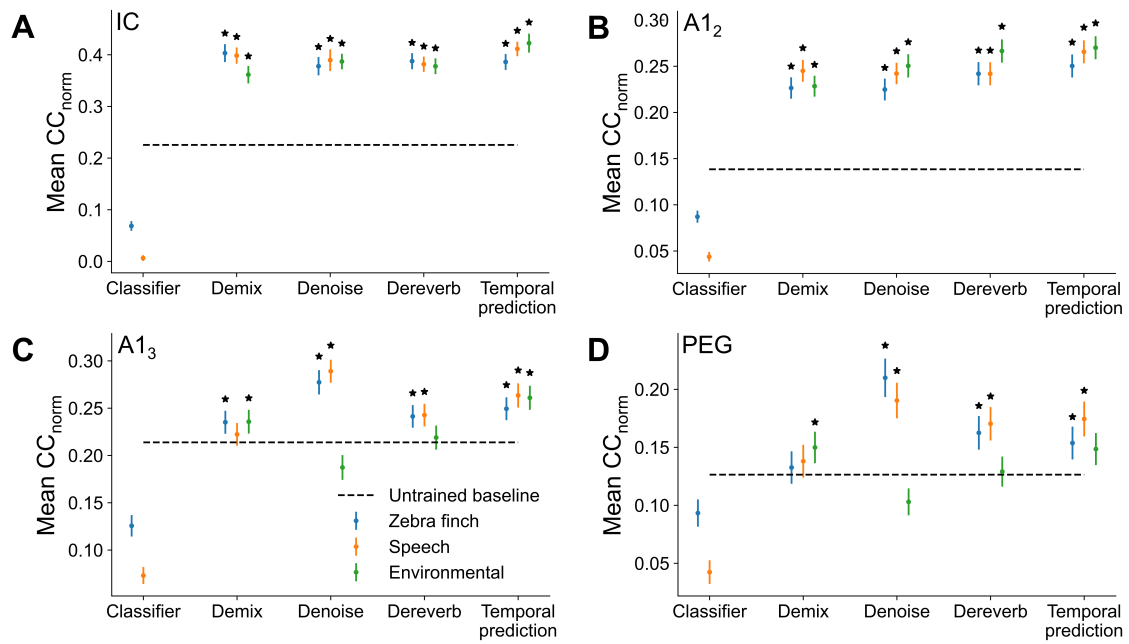 A
IC
Mean CCnorm
0.4
0.3
0.2
0.1
0.0
Classifier
Demix
Denoise
Dereverb
Temporal
prediction
B
A12
Mean CCnorm
0.30
0.25
0.20
0.15
0.10
0.05
Classifier
Demix
Denoise
Dereverb
Temporal
prediction
C
A13
Mean CCnorm
0.30
0.25
0.20
0.15
0.10
Untrained baseline
Zebra finch
Speech
Environmental
Classifier
Demix
Denoise
Dereverb
Temporal
prediction
D
PEG
Mean CCnorm
0.20
0.15
0.10
0.05
Classifier
Demix
Denoise
Dereverb
Temporal
prediction